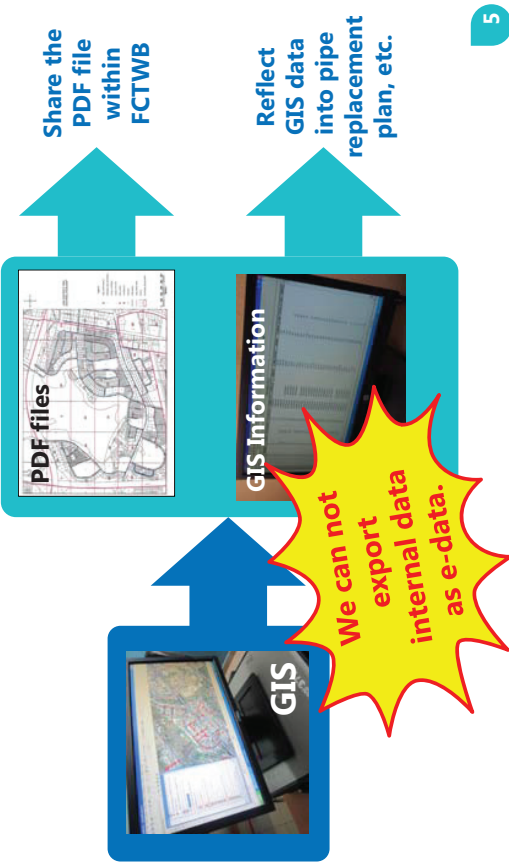 GIS
PDF files
GIS Information
We can not
export
internal data
as e-data.
Share the
PDF file
within
FCTWB
Reflect
GIS data
into pipe
replacement
plan, etc.
5